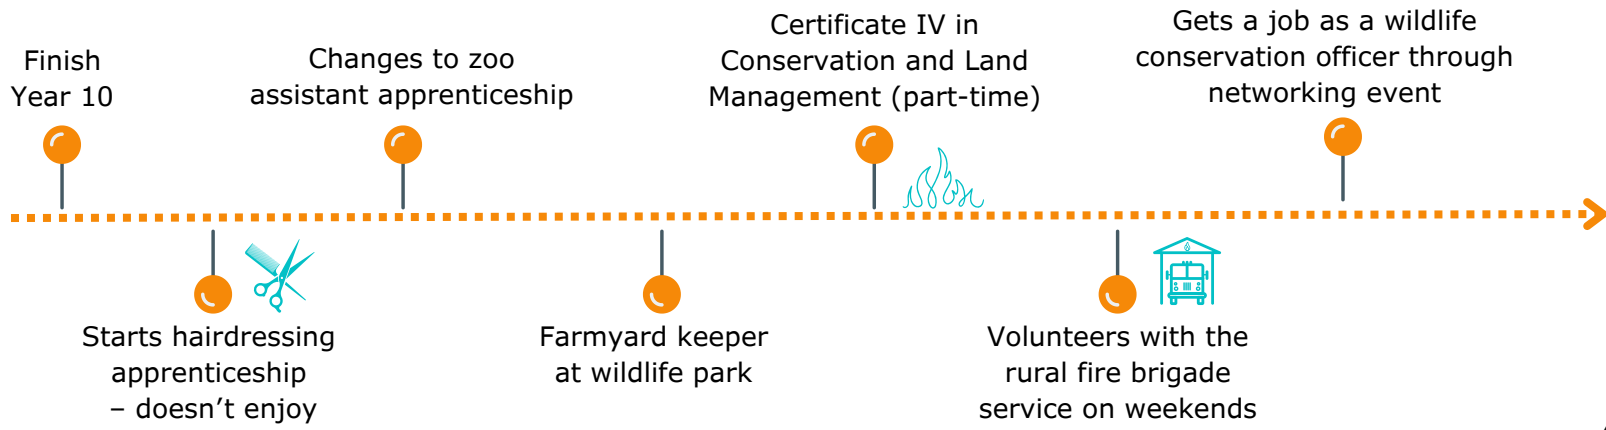 Finish
Year 10
Starts hairdressing
apprenticeship
– doesn’t enjoy
Changes to zoo
assistant apprenticeship
Farmyard keeper
at wildlife park
Certificate IV in
Conservation and Land
Management (part-time)
Volunteers with the
rural fire brigade
service on weekends
Gets a job as a wildlife
conservation officer through
networking event